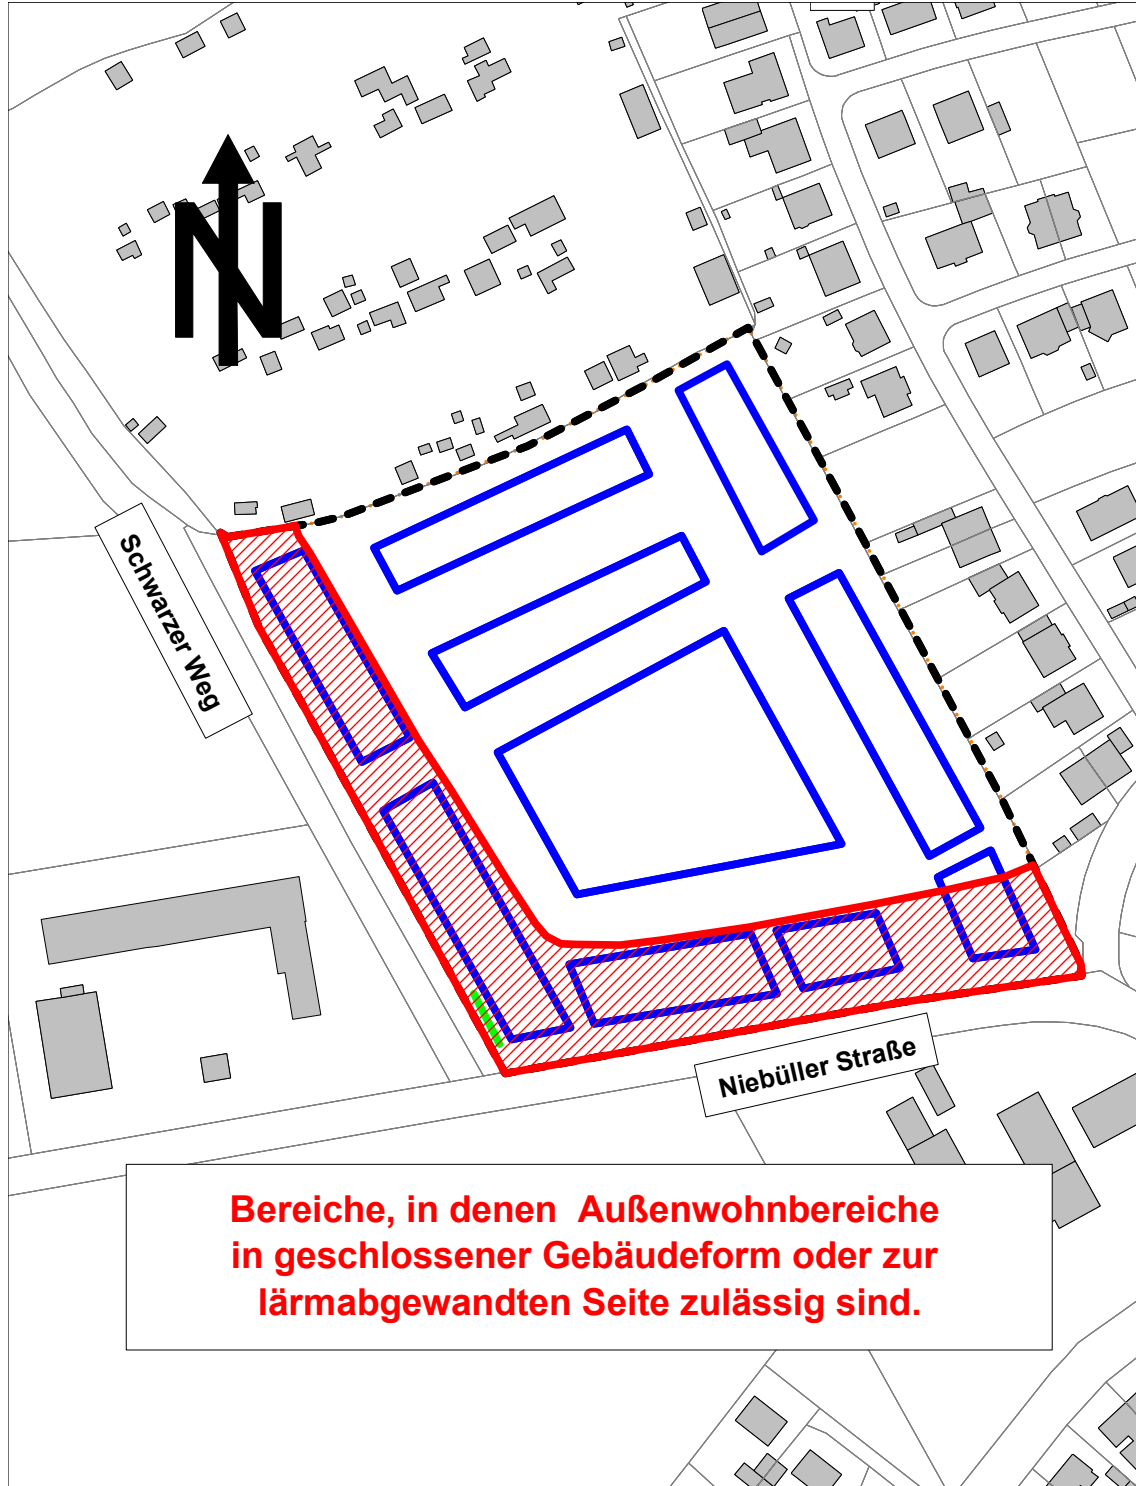 N
Schwarzer Weg
Niebüller Straße
Bereiche, in denen Außenwohnbereiche
in geschlossener Gebäudeform oder zur
lärmabgewandten Seite zulässig sind.